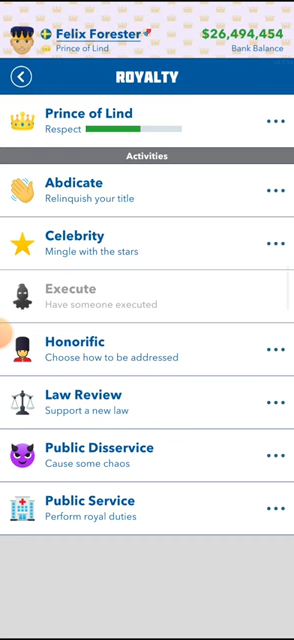 Felix Forester
$26,494,454
Prince of Lind
Bank Balance
ROYALTY
Prince of Lind
Respect
Activities
Abdicate
Relinquish your title
Celebrity
Mingle with the stars
Execute
Have someone executed
Honorific
Choose how to be addressed
Law Review
Support a new law
Public Disservice
Cause some chaos
Public Service
Perform royal duties